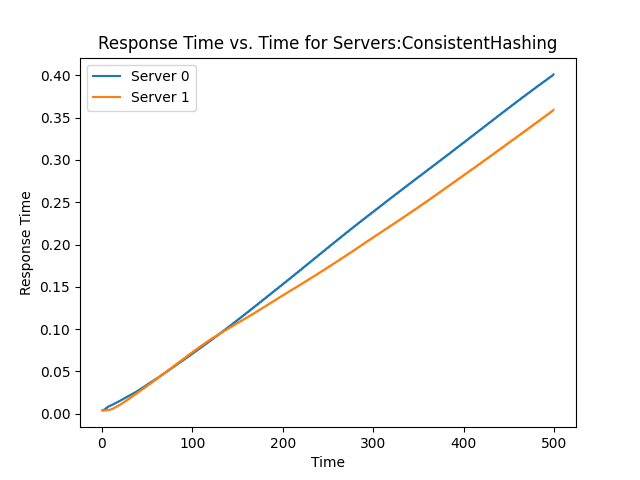 Response Time vs. Time for Servers:ConsistentHashing
Server 0
Server 1
Response Time
0.40
0.35
0.30
0.25
0.20
0.15
0.10
0.05
0.00
0 100 200 300 400 500
Time